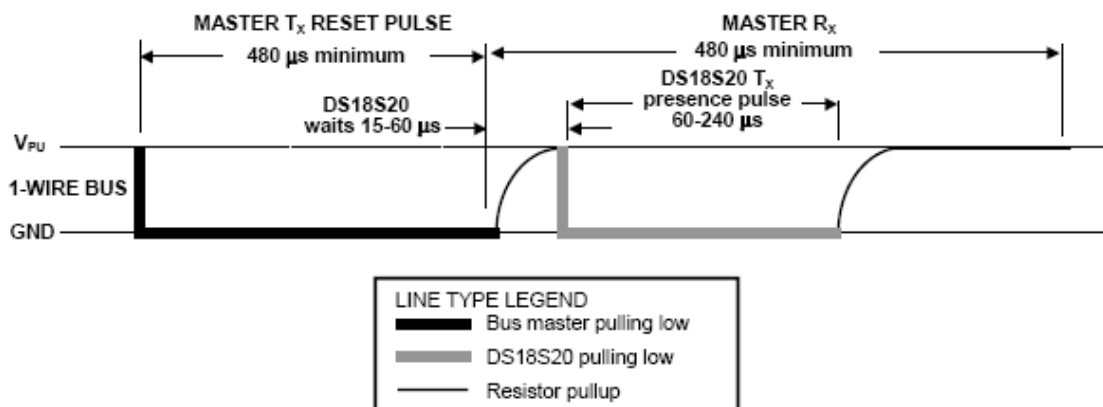 MASTER TX RESET PULSE
480 μs minimum
MASTER RX
480 μs minimum
DS18S20
waits 15-60 μs
DS18S20 TX
presence pulse
60-240 μs
VPU
1-WIRE BUS
GND
LINE TYPE LEGEND
Bus master pulling low
DS18S20 pulling low
Resistor pullup